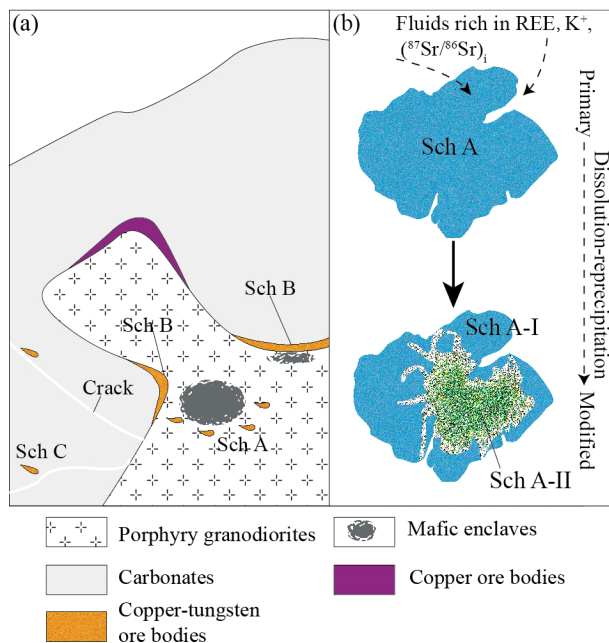 (a)
Sch B
Sch B
Crack
Sch A
Sch C
(b)
Fluids rich in REE, K⁺,
(⁸⁷Sr/⁸⁶Sr)ᵢ
Sch A
Primary
Dissolution-reprecipitation
Modified
Sch A-I
Sch A-II
Porphyry granodiorites
Mafic enclaves
Carbonates
Copper ore bodies
Copper-tungsten
ore bodies